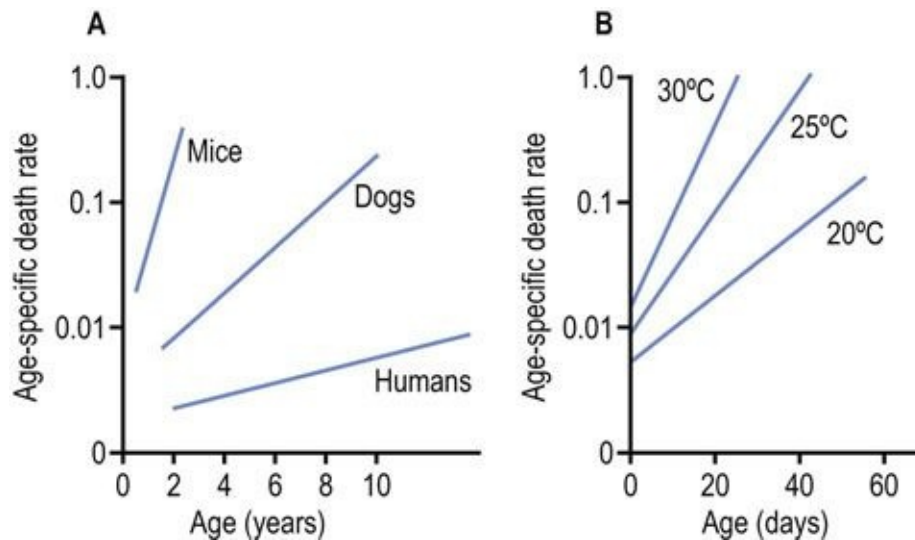 A
Age-specific death rate
1.0
0.1
0.01
0
Mice
Dogs
Humans
0 2 4 6 8 10
Age (years)
B
Age-specific death rate
1.0
0.1
0.01
0
30ºC
25ºC
20ºC
0 20 40 60
Age (days)